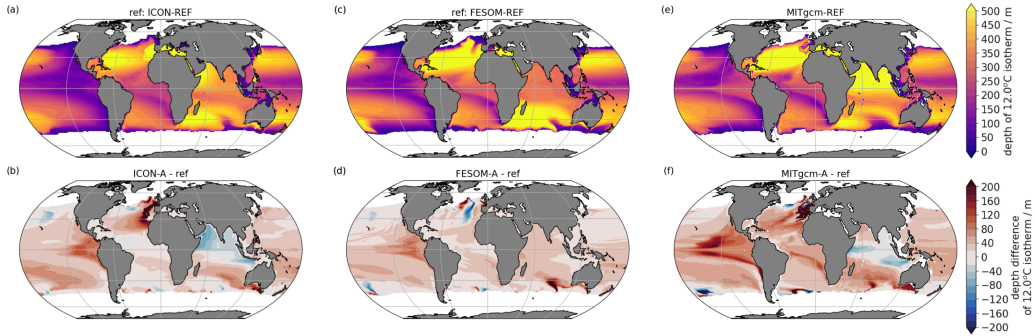 (a)
ref: ICON-REF
(c)
ref: FESOM-REF
(e)
MITgcm-REF
500
450
400
350
300
250
200
150
100
50
0
depth of 12.0°C isotherm / m
(b)
ICON-A - ref
(d)
FESOM-A - ref
(f)
MITgcm-A - ref
200
160
120
80
40
0
−40
−80
−120
−160
−200
depth difference
of 12.0°C isotherm / m